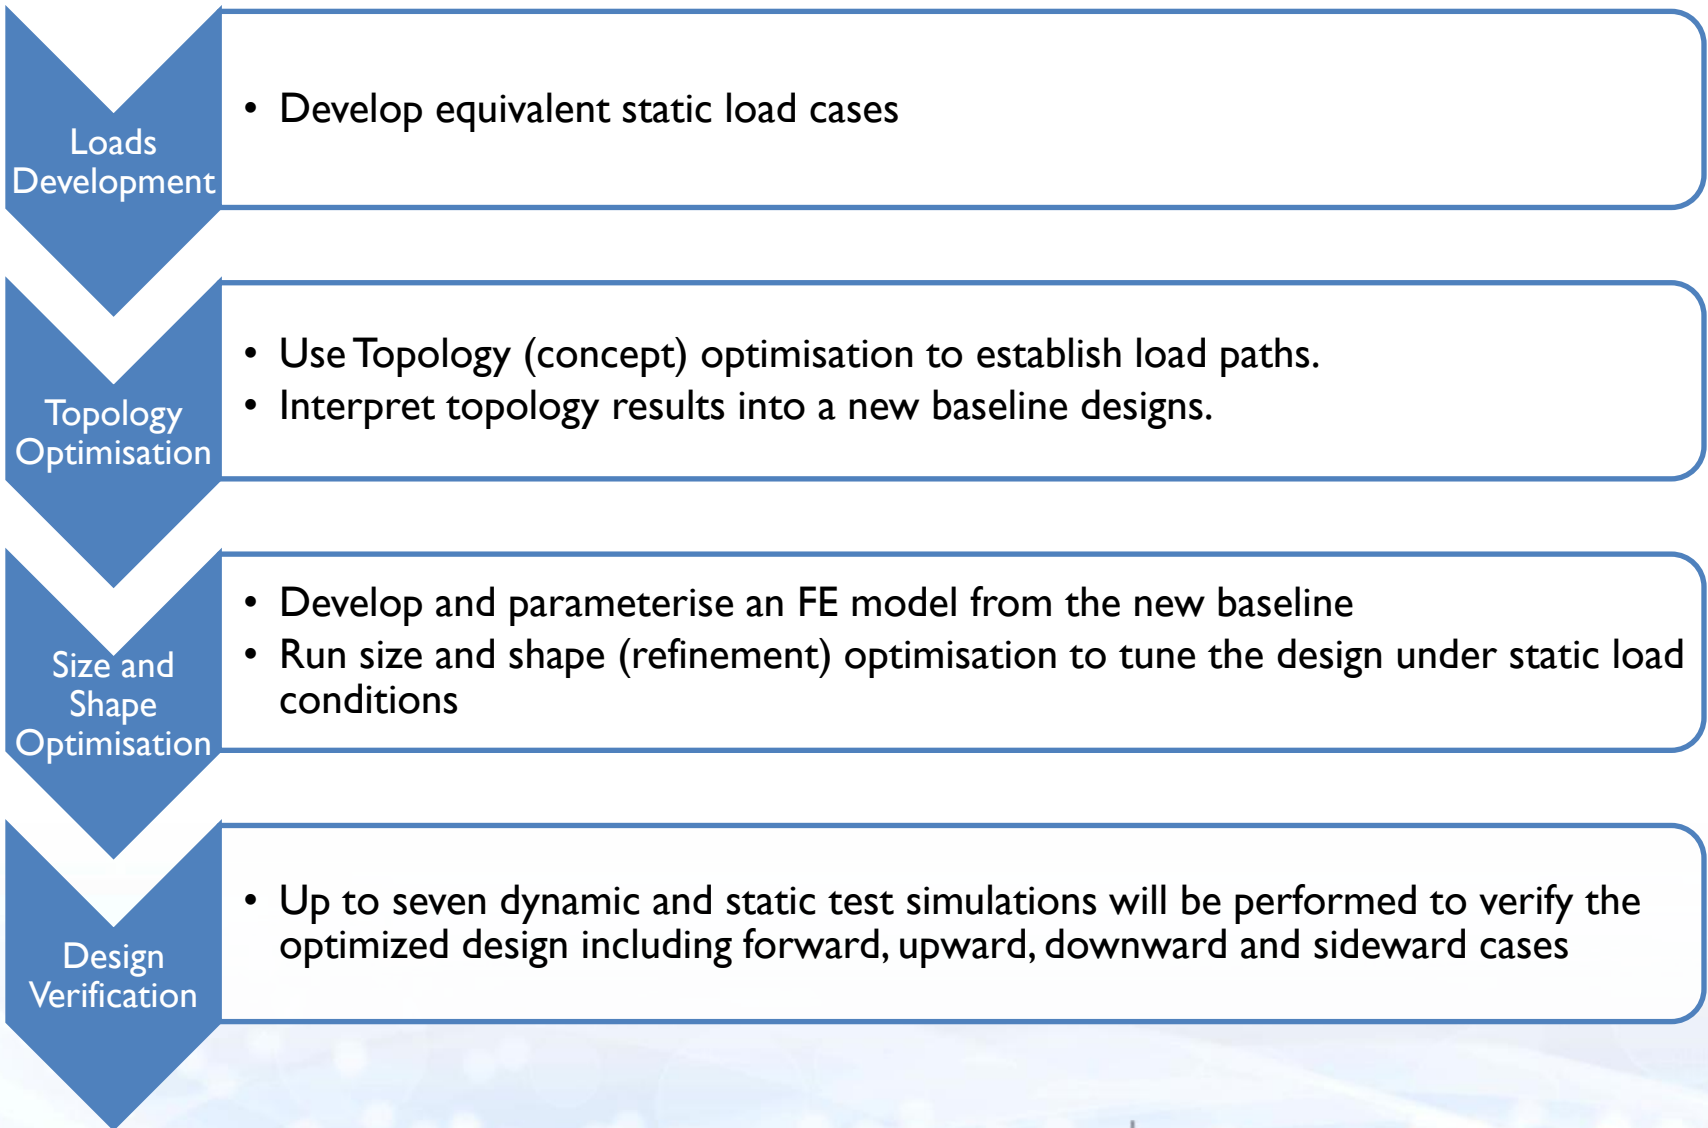 Loads
Development
• Develop equivalent static load cases
Topology
Optimisation
• Use Topology (concept) optimisation to establish load paths.
• Interpret topology results into a new baseline designs.
Size and
Shape
Optimisation
• Develop and parameterise an FE model from the new baseline
• Run size and shape (refinement) optimisation to tune the design under static load
conditions
Design
Verification
• Up to seven dynamic and static test simulations will be performed to verify the
optimized design including forward, upward, downward and sideward cases